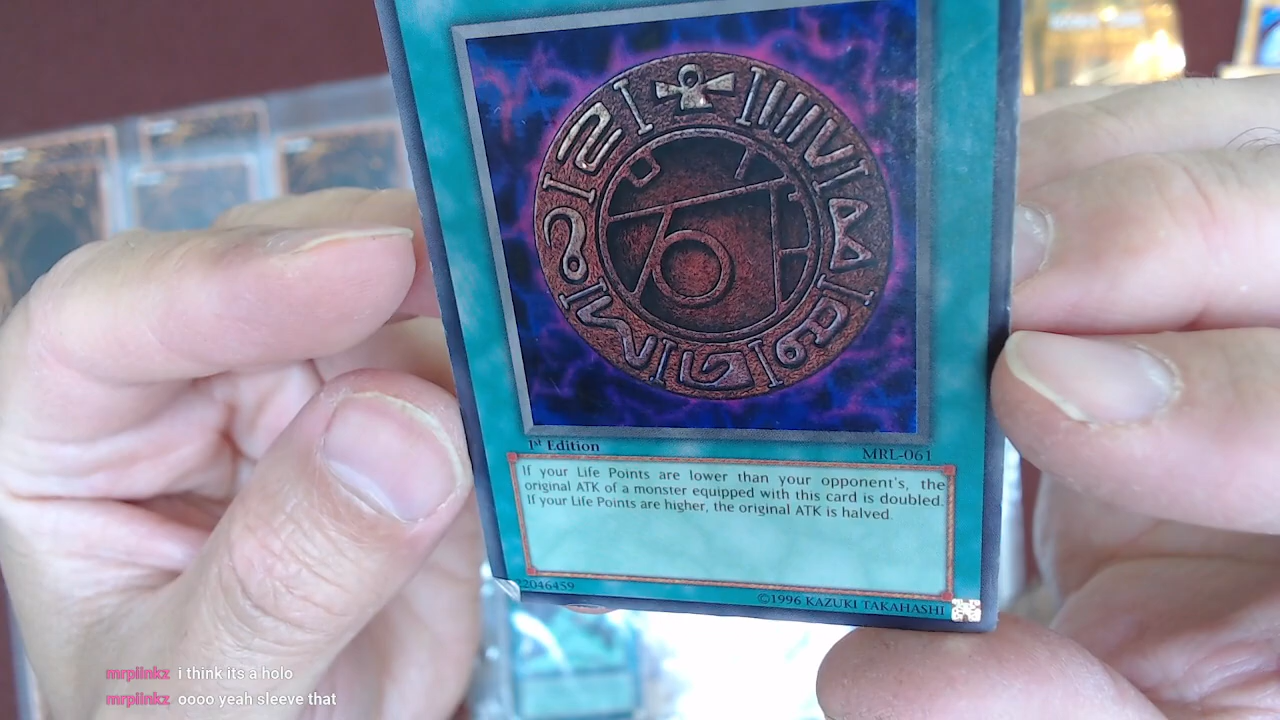 1st Edition
MRL-061
If your Life Points are lower than your opponent's, the
original ATK of a monster equipped with this card is doubled.
If your Life Points are higher, the original ATK is halved.
22046459
©1996 KAZUKI TAKAHASHI
mrplinkz i think its a holo
mrplinkz oooo yeah sleeve that